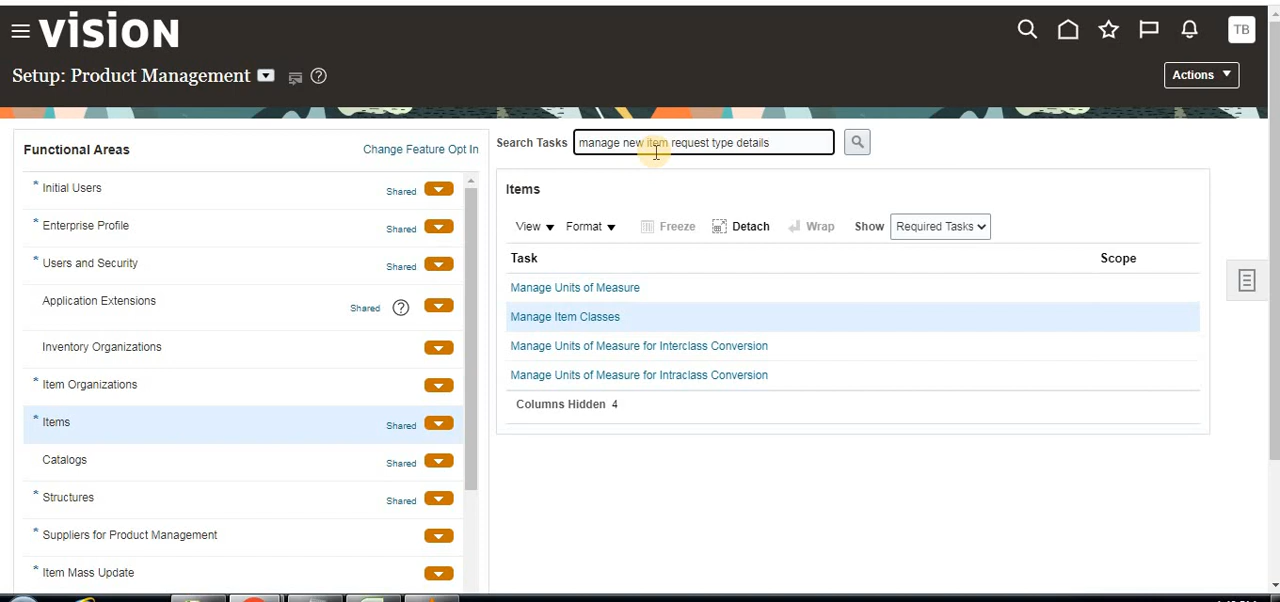 VISION
TB
Setup: Product Management
Actions
Functional Areas
Change Feature Opt In
* Initial Users
Shared
* Enterprise Profile
Shared
* Users and Security
Shared
Application Extensions
Shared
Inventory Organizations
* Item Organizations
* Items
Shared
Catalogs
Shared
* Structures
Shared
* Suppliers for Product Management
* Item Mass Update
Search Tasks
manage new item request type details
Items
View
Format
Freeze
Detach
Wrap
Show
Required Tasks
Task
Scope
Manage Units of Measure
Manage Item Classes
Manage Units of Measure for Interclass Conversion
Manage Units of Measure for Intraclass Conversion
Columns Hidden 4